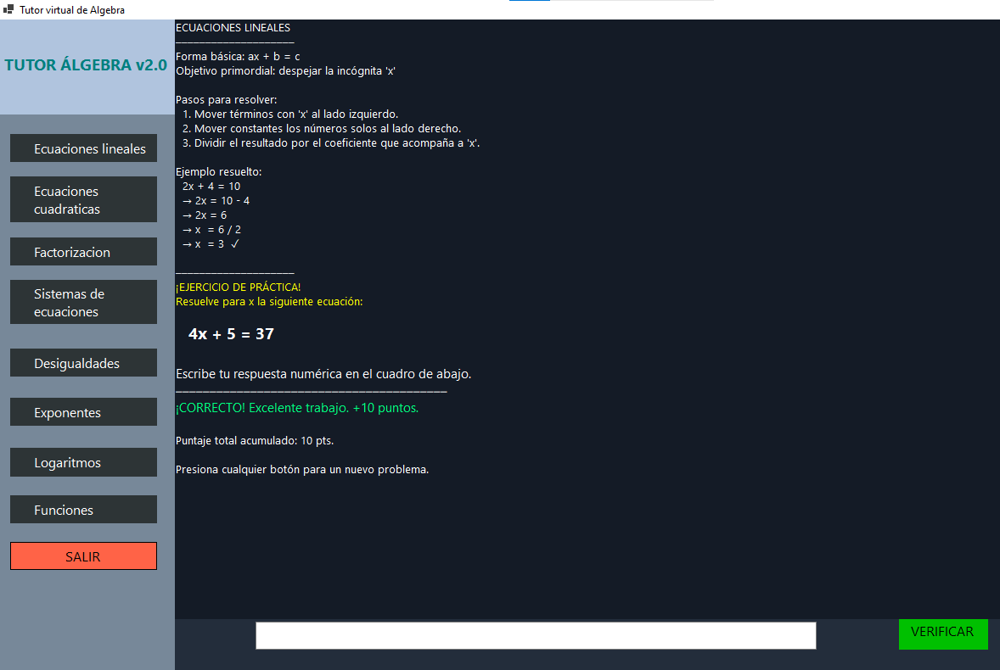 Tutor virtual de Algebra
TUTOR ÁLGEBRA v2.0
Ecuaciones lineales
Ecuaciones
cuadraticas
Factorizacion
Sistemas de
ecuaciones
Desigualdades
Exponentes
Logaritmos
Funciones
SALIR
ECUACIONES LINEALES
____________________
Forma básica: ax + b = c
Objetivo primordial: despejar la incógnita 'x'
Pasos para resolver:
1. Mover términos con 'x' al lado izquierdo.
2. Mover constantes los números solos al lado derecho.
3. Dividir el resultado por el coeficiente que acompaña a 'x'.
Ejemplo resuelto:
2x + 4 = 10
→ 2x = 10 - 4
→ 2x = 6
→ x  = 6 / 2
→ x  = 3  ✓
____________________
¡EJERCICIO DE PRÁCTICA!
Resuelve para x la siguiente ecuación:
4x + 5 = 37
Escribe tu respuesta numérica en el cuadro de abajo.
________________________________________
¡CORRECTO! Excelente trabajo. +10 puntos.
Puntaje total acumulado: 10 pts.
Presiona cualquier botón para un nuevo problema.
VERIFICAR